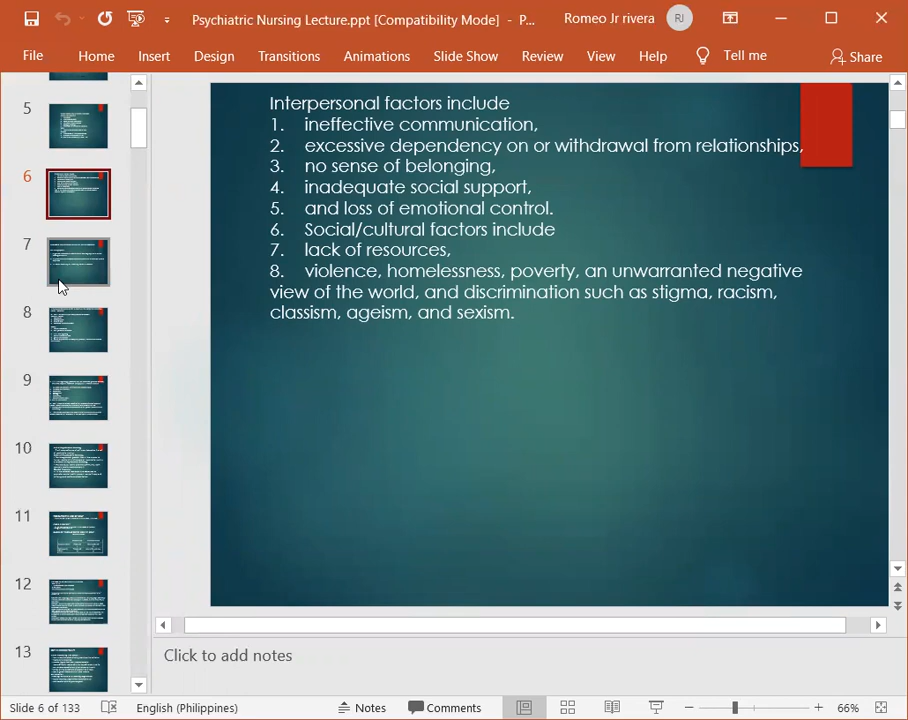 Psychiatric Nursing Lecture.ppt [Compatibility Mode] - P...
Romeo Jr rivera
RJ
File
Home
Insert
Design
Transitions
Animations
Slide Show
Review
View
Help
Tell me
Share
5
6
7
8
9
10
11
12
13
Interpersonal factors include
1. ineffective communication,
2. excessive dependency on or withdrawal from relationships,
3. no sense of belonging,
4. inadequate social support,
5. and loss of emotional control.
6. Social/cultural factors include
7. lack of resources,
8. violence, homelessness, poverty, an unwarranted negative
view of the world, and discrimination such as stigma, racism,
classism, ageism, and sexism.
Click to add notes
Slide 6 of 133
English (Philippines)
Notes
Comments
66%